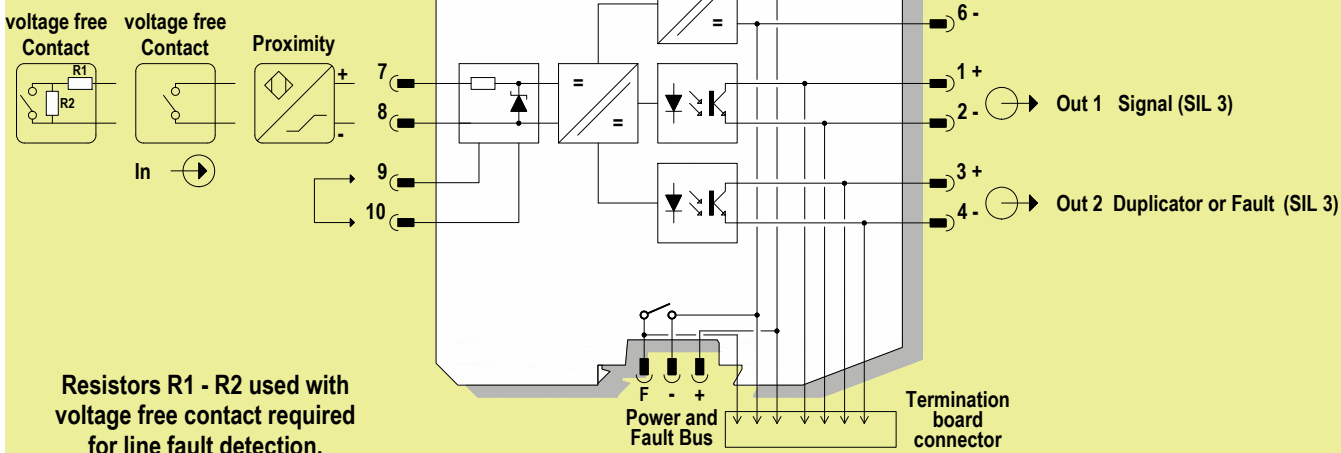 6 -
voltage free Contact
voltage free Contact
Proximity
R1
R2
+
-
In
7
8
9
10
=
=
=
1 +
2 -
Out 1 Signal (SIL 3)
3 +
4 -
Out 2 Duplicator or Fault (SIL 3)
Resistors R1 - R2 used with
voltage free contact required
for line fault detection.
F - +
Power and
Fault Bus
Termination
board
connector